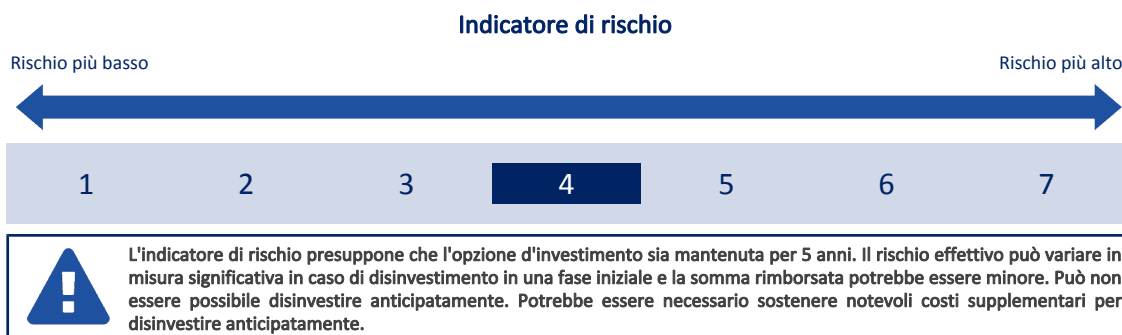 Indicatore di rischio
Rischio più basso
Rischio più alto
1 2 3 4 5 6 7
L'indicatore di rischio presuppone che l'opzione d'investimento sia mantenuta per 5 anni. Il rischio effettivo può variare in
misura significativa in caso di disinvestimento in una fase iniziale e la somma rimborsata potrebbe essere minore. Può non
essere possibile disinvestire anticipatamente. Potrebbe essere necessario sostenere notevoli costi supplementari per
disinvestire anticipatamente.